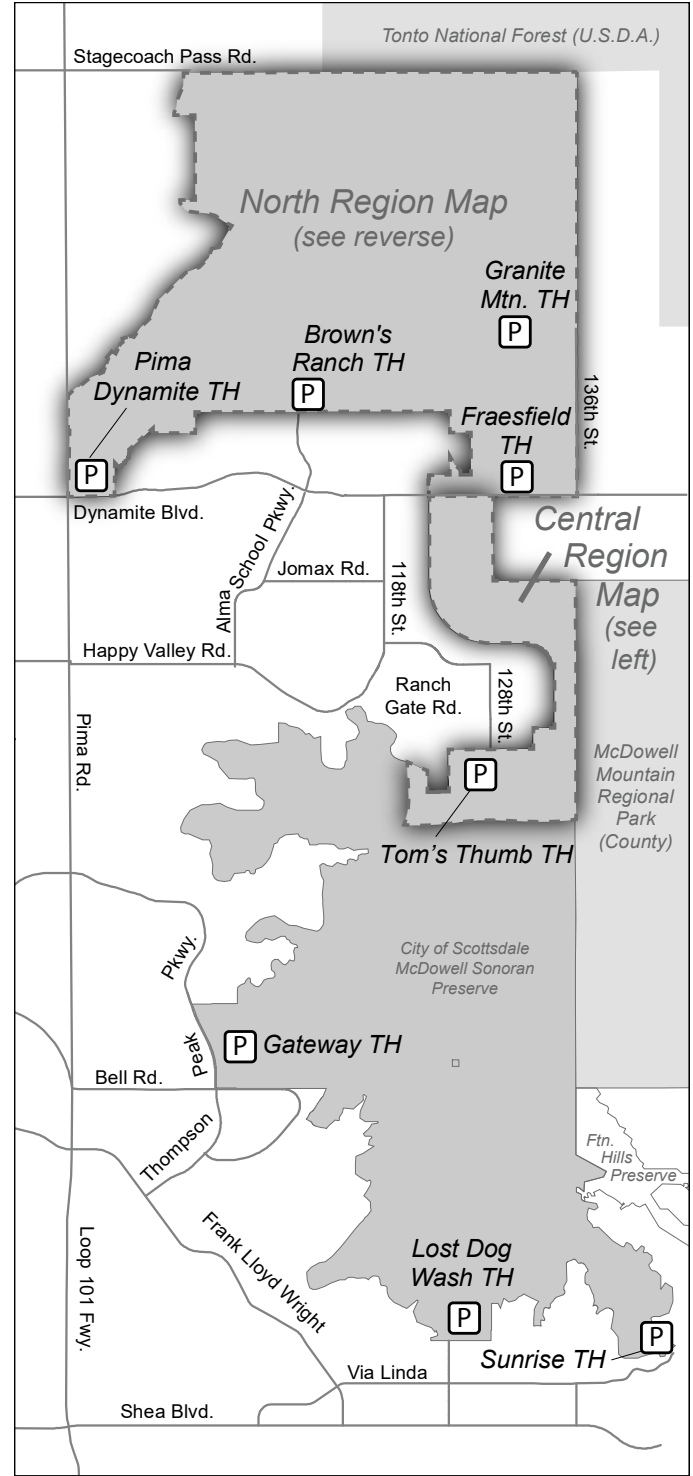 Tonto National Forest (U.S.D.A.)
Stagecoach Pass Rd.
North Region Map
(see reverse)
Granite
Mtn. TH
P
Brown's
Ranch TH
P
Pima
Dynamite TH
P
136th St.
Fraesfield
TH
P
Dynamite Blvd.
Central
Region
Map
(see
left)
Alma School Pkwy.
Jomax Rd.
118th St.
Happy Valley Rd.
Ranch
Gate Rd.
128th St.
Pima Rd.
P
Tom’s Thumb TH
McDowell
Mountain
Regional
Park
(County)
City of Scottsdale
McDowell Sonoran
Preserve
Thompson Peak Pkwy.
P
Gateway TH
Bell Rd.
Ftn.
Hills
Preserve
Loop 101 Fwy.
Frank Lloyd Wright
Lost Dog
Wash TH
P
P
Sunrise TH
Via Linda
Shea Blvd.